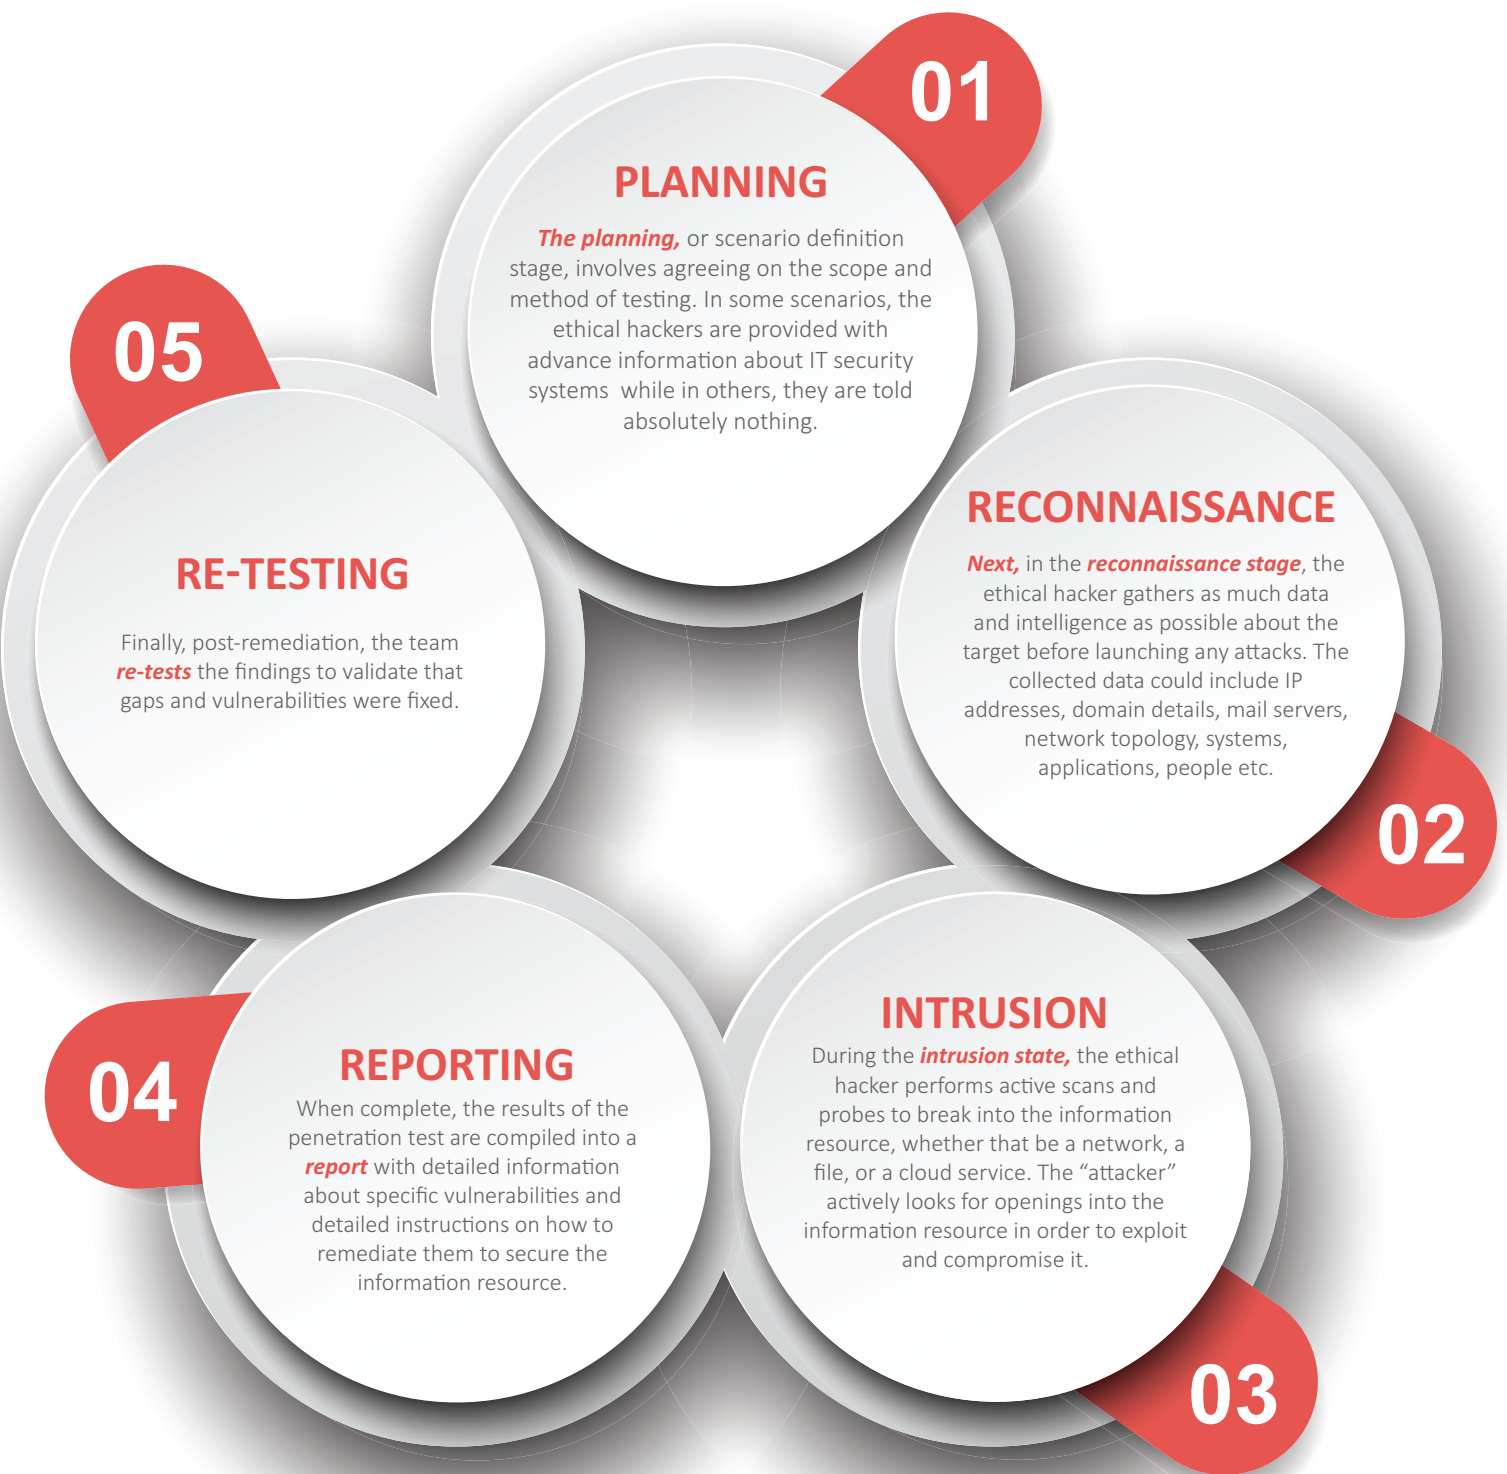 01
PLANNING
The planning, or scenario definition
stage, involves agreeing on the scope and
method of testing. In some scenarios, the
ethical hackers are provided with
advance information about IT security
systems  while in others, they are told
absolutely nothing.
02
RECONNAISSANCE
Next, in the reconnaissance stage, the
ethical hacker gathers as much data
and intelligence as possible about the
target before launching any attacks. The
collected data could include IP
addresses, domain details, mail servers,
network topology, systems,
applications, people etc.
03
INTRUSION
During the intrusion state, the ethical
hacker performs active scans and
probes to break into the information
resource, whether that be a network, a
file, or a cloud service. The “attacker”
actively looks for openings into the
information resource in order to exploit
and compromise it.
04
REPORTING
When complete, the results of the
penetration test are compiled into a
report with detailed information
about specific vulnerabilities and
detailed instructions on how to
remediate them to secure the
information resource.
05
RE-TESTING
Finally, post-remediation, the team
re-tests the findings to validate that
gaps and vulnerabilities were fixed.